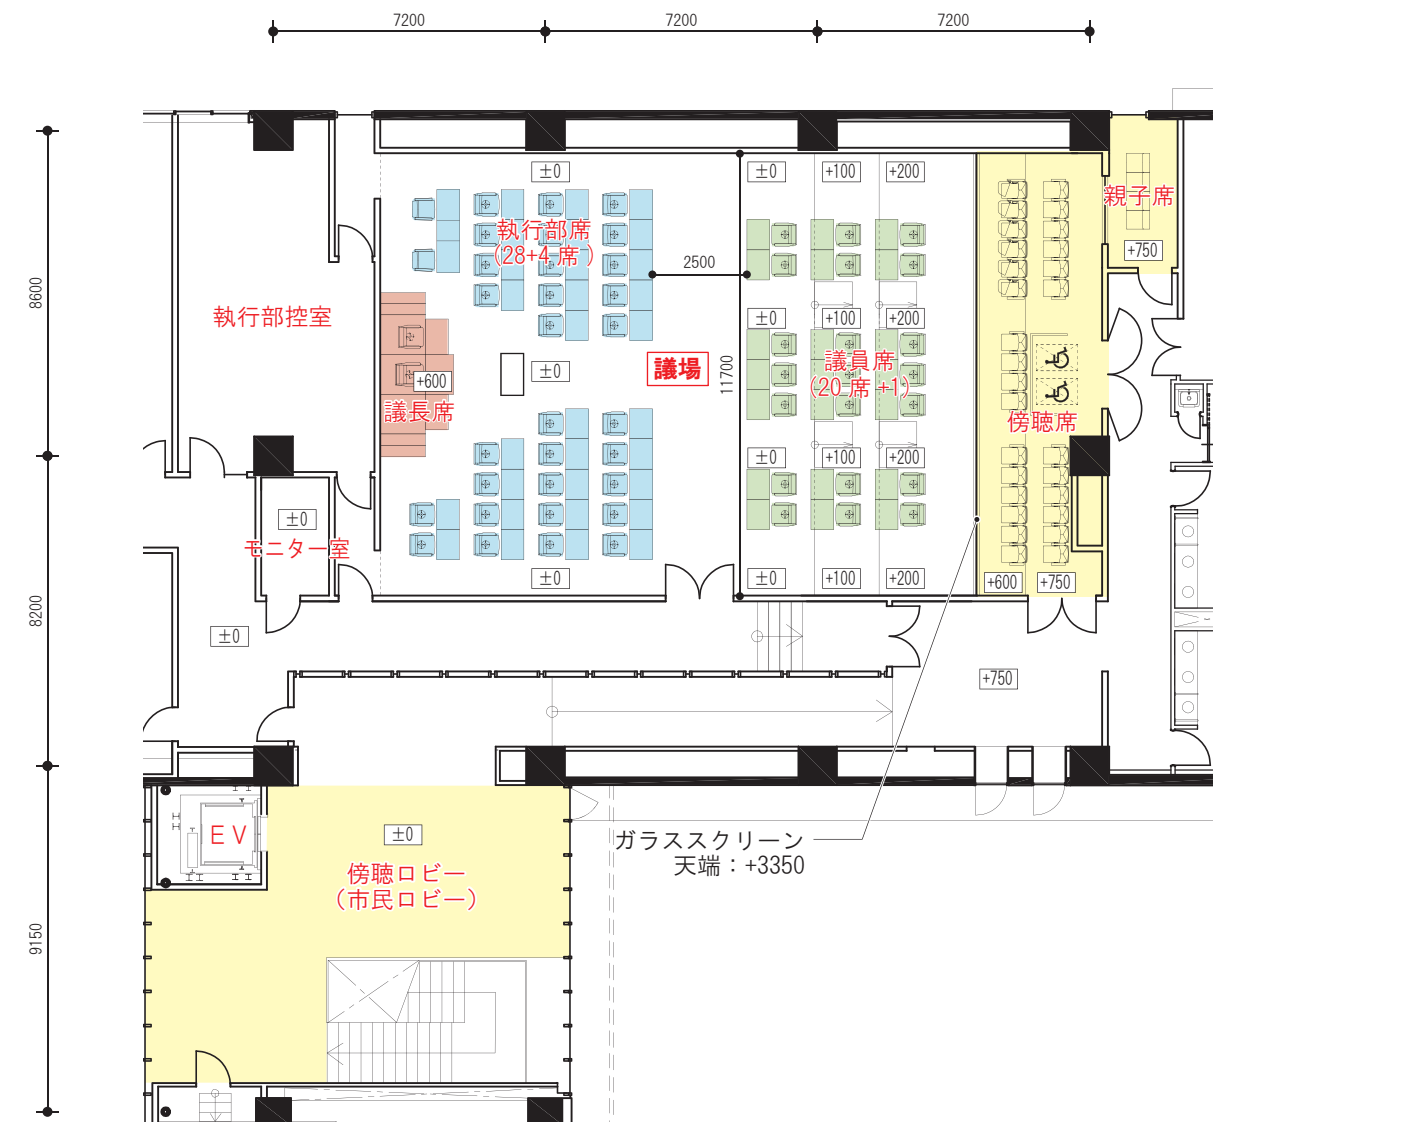 7200
7200
7200
±0
±0
+100
+200
親子席
執行部席
(28+4 席 )
+750
2500
8600
執行部控室
±0
+100
+200
±0
議場
11700
議員席
(20 席 +1)
+600
議長席
傍聴席
±0
+100
+200
±0
モニター室
±0
±0
+100
+200
+600
+750
8200
±0
+750
EV
±0
ガラススクリーン
天端：+3350
傍聴ロビー
（市民ロビー）
9150